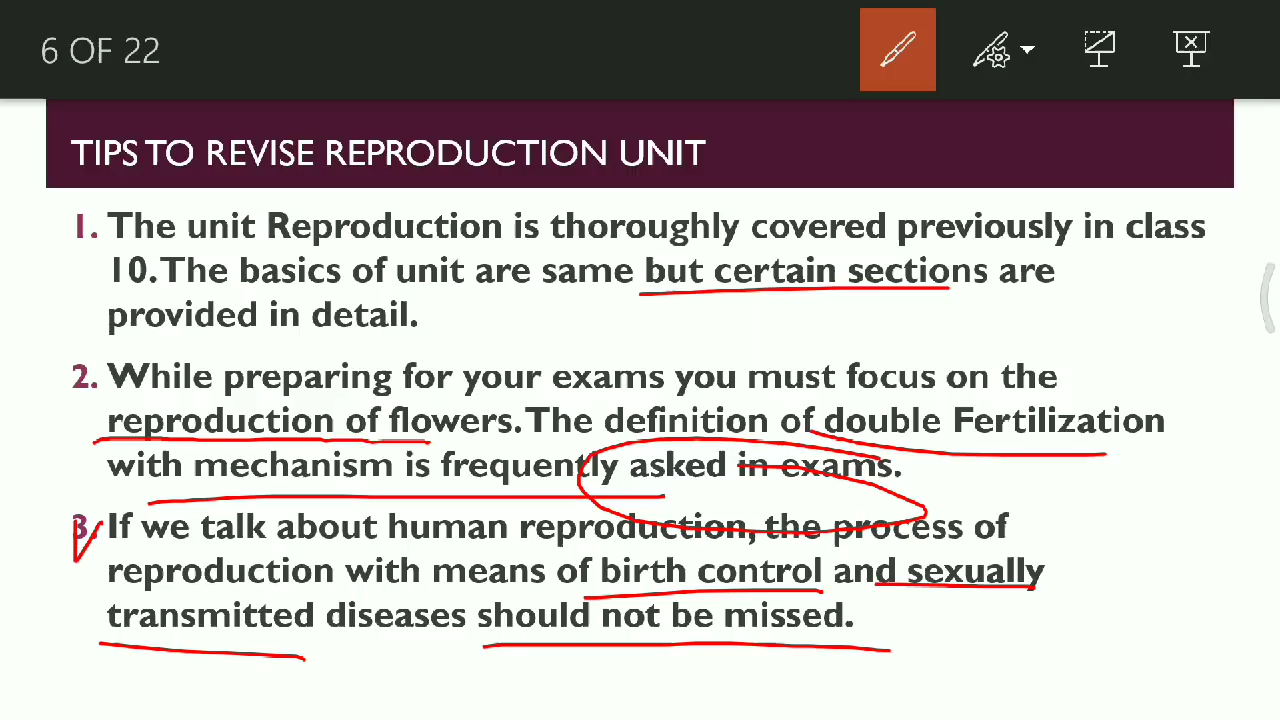 6 OF 22
TIPS TO REVISE REPRODUCTION UNIT
1. The unit Reproduction is thoroughly covered previously in class
10. The basics of unit are same but certain sections are
provided in detail.
2. While preparing for your exams you must focus on the
reproduction of flowers. The definition of double Fertilization
with mechanism is frequently asked in exams.
3. If we talk about human reproduction, the process of
reproduction with means of birth control and sexually
transmitted diseases should not be missed.